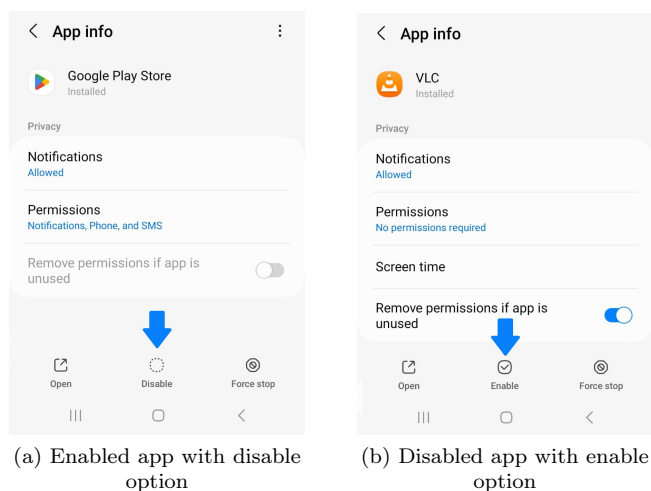 App info
Google Play Store
Installed
Privacy
Notifications
Allowed
Permissions
Notifications, Phone, and SMS
Remove permissions if app is
unused
Open
Disable
Force stop
(a) Enabled app with disable
option
App info
VLC
Installed
Privacy
Notifications
Allowed
Permissions
No permissions required
Screen time
Remove permissions if app is
unused
Open
Enable
Force stop
(b) Disabled app with enable
option